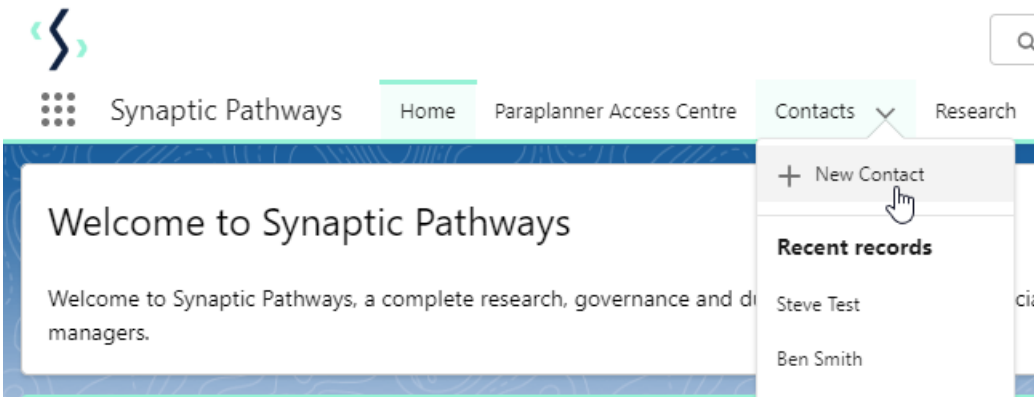 Synaptic Pathways Home Paraplanner Access Centre Contacts Research
New Contact
Welcome to Synaptic Pathways
Recent records
Welcome to Synaptic Pathways, a complete research, governance and
Steve Test
managers.
Ben Smith